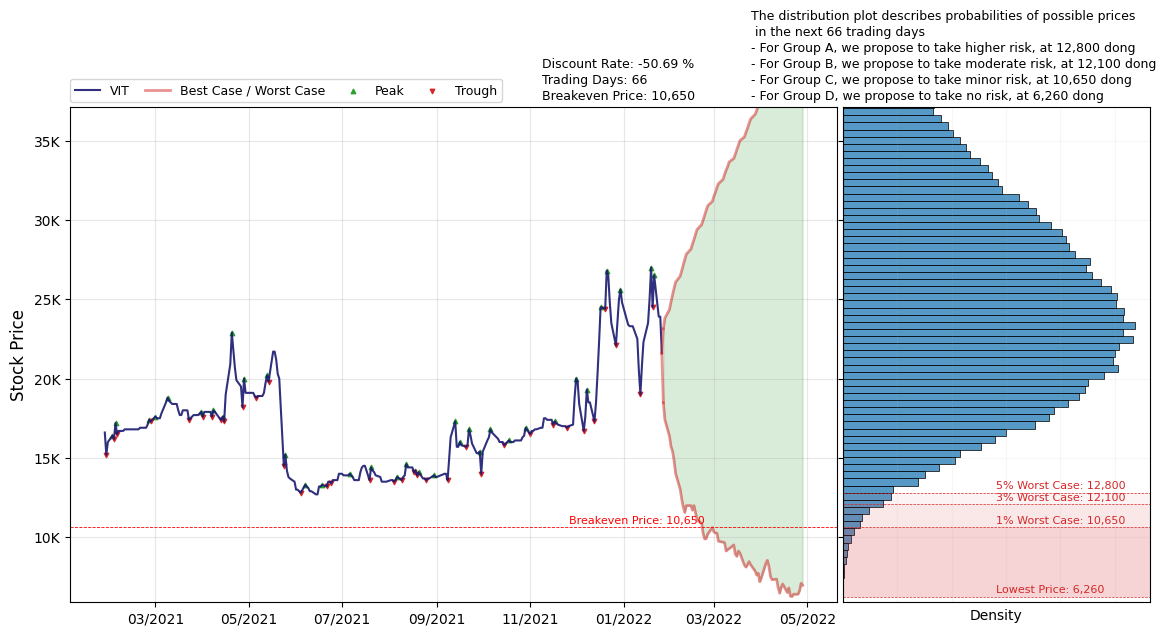 The distribution plot describes probabilities of possible prices
in the next 66 trading days
- For Group A, we propose to take higher risk, at 12,800 dong
- For Group B, we propose to take moderate risk, at 12,100 dong
- For Group C, we propose to take minor risk, at 10,650 dong
- For Group D, we propose to take no risk, at 6,260 dong
Discount Rate: -50.69 %
Trading Days: 66
Breakeven Price: 10,650
VIT
Best Case / Worst Case
Peak
Trough
Stock Price
35K
30K
25K
20K
15K
10K
Breakeven Price: 10,650
5% Worst Case: 12,800
3% Worst Case: 12,100
1% Worst Case: 10,650
Lowest Price: 6,260
03/2021
05/2021
07/2021
09/2021
11/2021
01/2022
03/2022
05/2022
Density